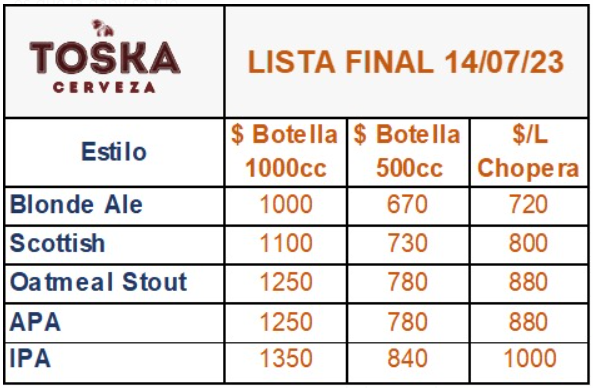 TOSKA
CERVEZA
LISTA FINAL 14/07/23
Estilo
$ Botella 1000cc
$ Botella 500cc
$/L Chopera
Blonde Ale 1000 670 720
Scottish 1100 730 800
Oatmeal Stout 1250 780 880
APA 1250 780 880
IPA 1350 840 1000